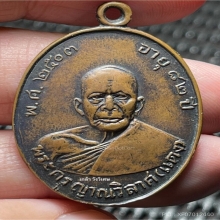 พ.ศ. ๒๕๐๓
อายุ ๘๒ ปี
พระครูญาณวิลาศ(แดง)